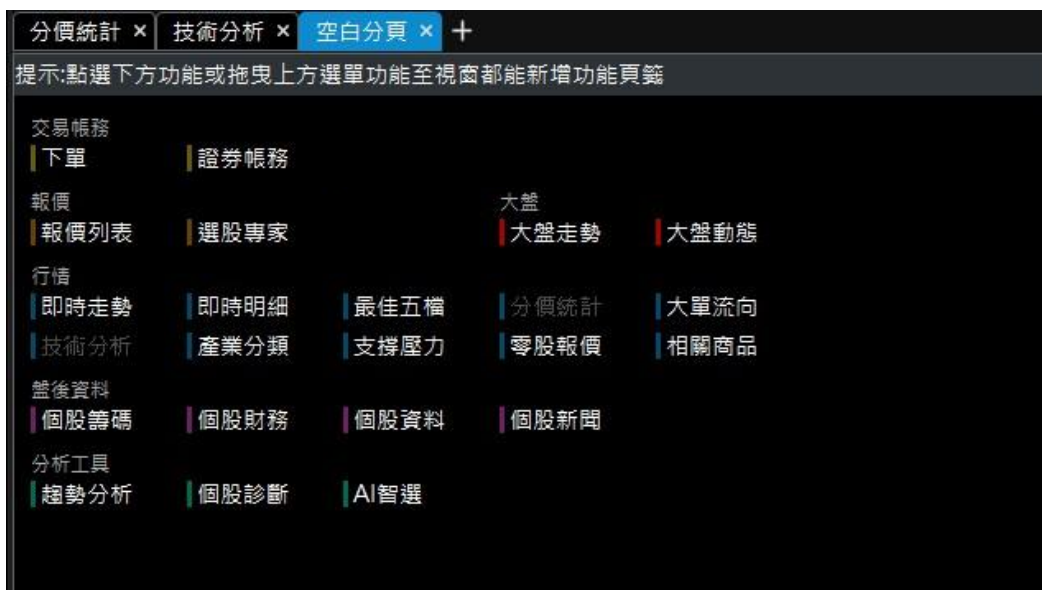 分價統計 × 技術分析 × 空白分頁 × +
提示:點選下方功能或拖曳上方選單功能至視窗都能新增功能頁籤
交易帳務
下單 證券帳務
報價 大盤
報價列表 選股專家 大盤走勢 大盤動態
行情
即時走勢 即時明細 最佳五檔 分價統計 大單流向
技術分析 產業分類 支撐壓力 零股報價 相關商品
盤後資料
個股籌碼 個股財務 個股資料 個股新聞
分析工具
趨勢分析 個股診斷 AI智選